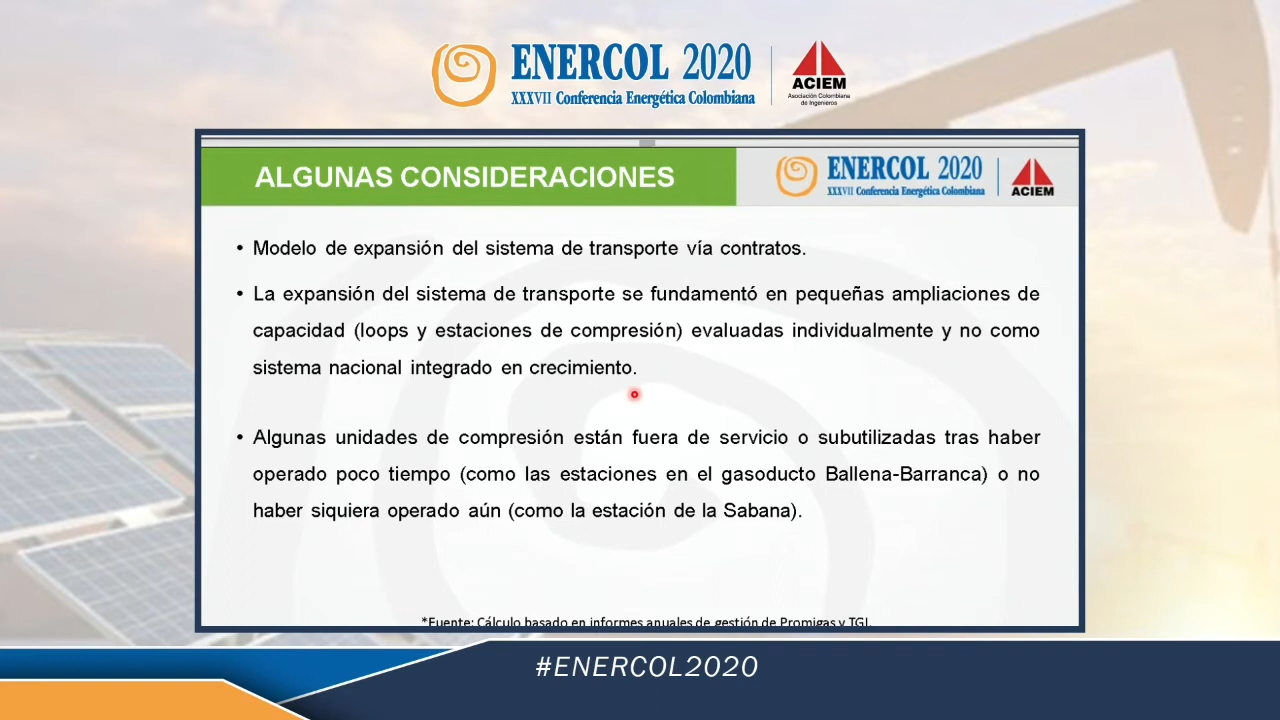 ENERCOL 2020
XXXVII Conferencia Energética Colombiana
ACIEM
Asociación Colombiana
de Ingenieros
ALGUNAS CONSIDERACIONES
ENERCOL 2020
XXXVII Conferencia Energética Colombiana
ACIEM
• Modelo de expansión del sistema de transporte vía contratos.
• La expansión del sistema de transporte se fundamentó en pequeñas ampliaciones de
capacidad (loops y estaciones de compresión) evaluadas individualmente y no como
sistema nacional integrado en crecimiento.
• Algunas unidades de compresión están fuera de servicio o subutilizadas tras haber
operado poco tiempo (como las estaciones en el gasoducto Ballena-Barranca) o no
haber siquiera operado aún (como la estación de la Sabana).
*Fuente: Cálculo basado en informes anuales de gestión de Promigas y TGI.
#ENERCOL2020